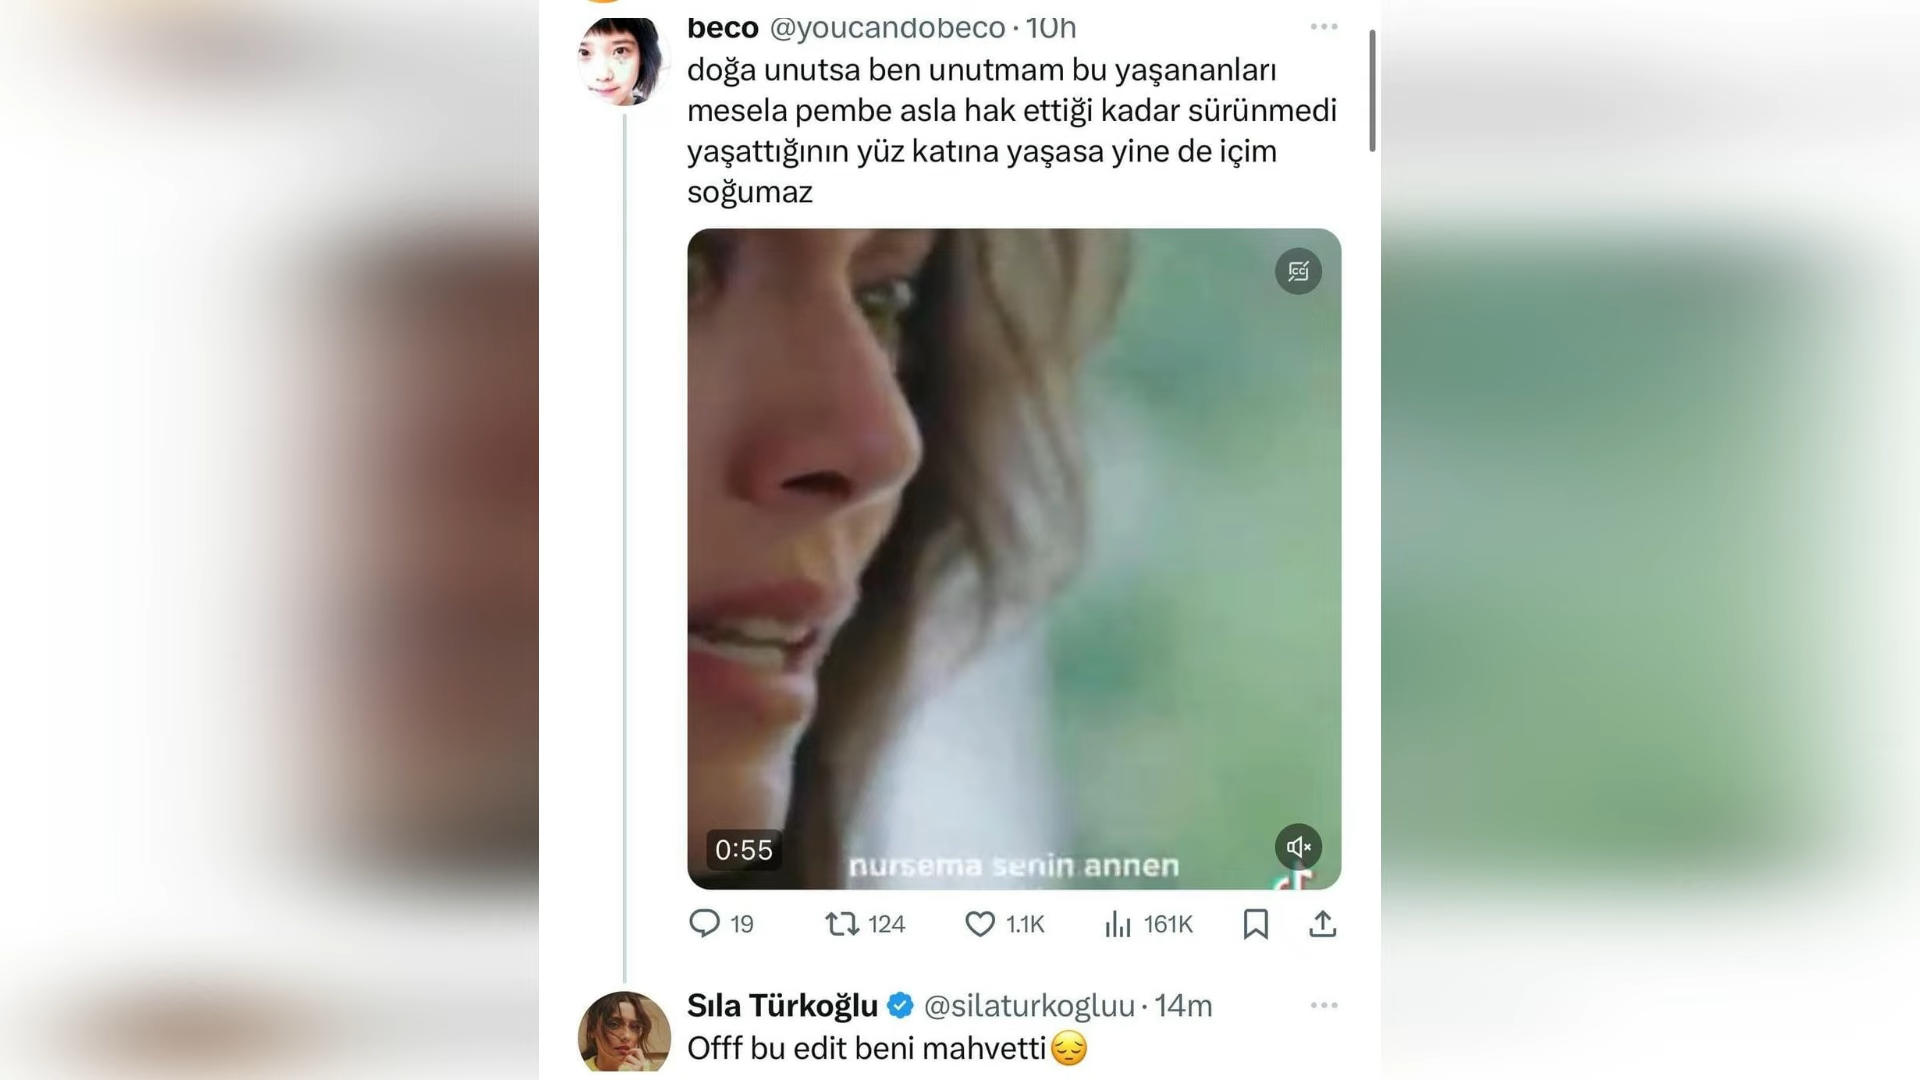 beco @youcandobeco · 10h
doğa unutsa ben unutmam bu yaşananları
mesela pembe asla hak ettiği kadar sürünmedi
yaşattığının yüz katına yaşasa yine de içim
soğumaz
CC
0:55
nursema senin annen
19 124 1.1K 161K
Sıla Türkoğlu @silaturkogluu · 14m
Offf bu edit beni mahvetti😔